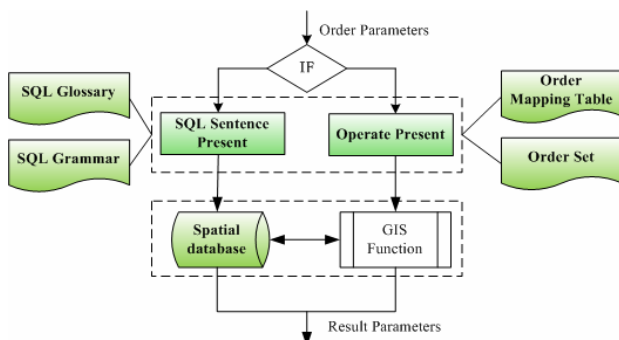 Order Parameters
IF
SQL Glossary
SQL Grammar
SQL Sentence
Present
Operate Present
Order
Mapping Table
Order Set
Spatial
database
GIS
Function
Result Parameters